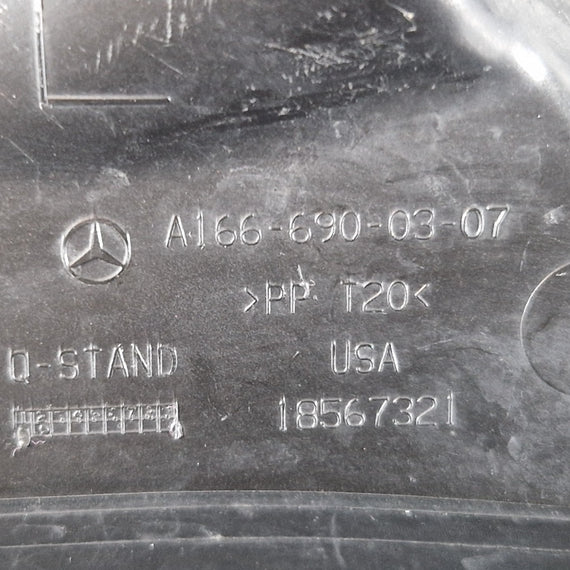 A166-690-03-07
>PP T20<
Q-STAND
USA
18567321